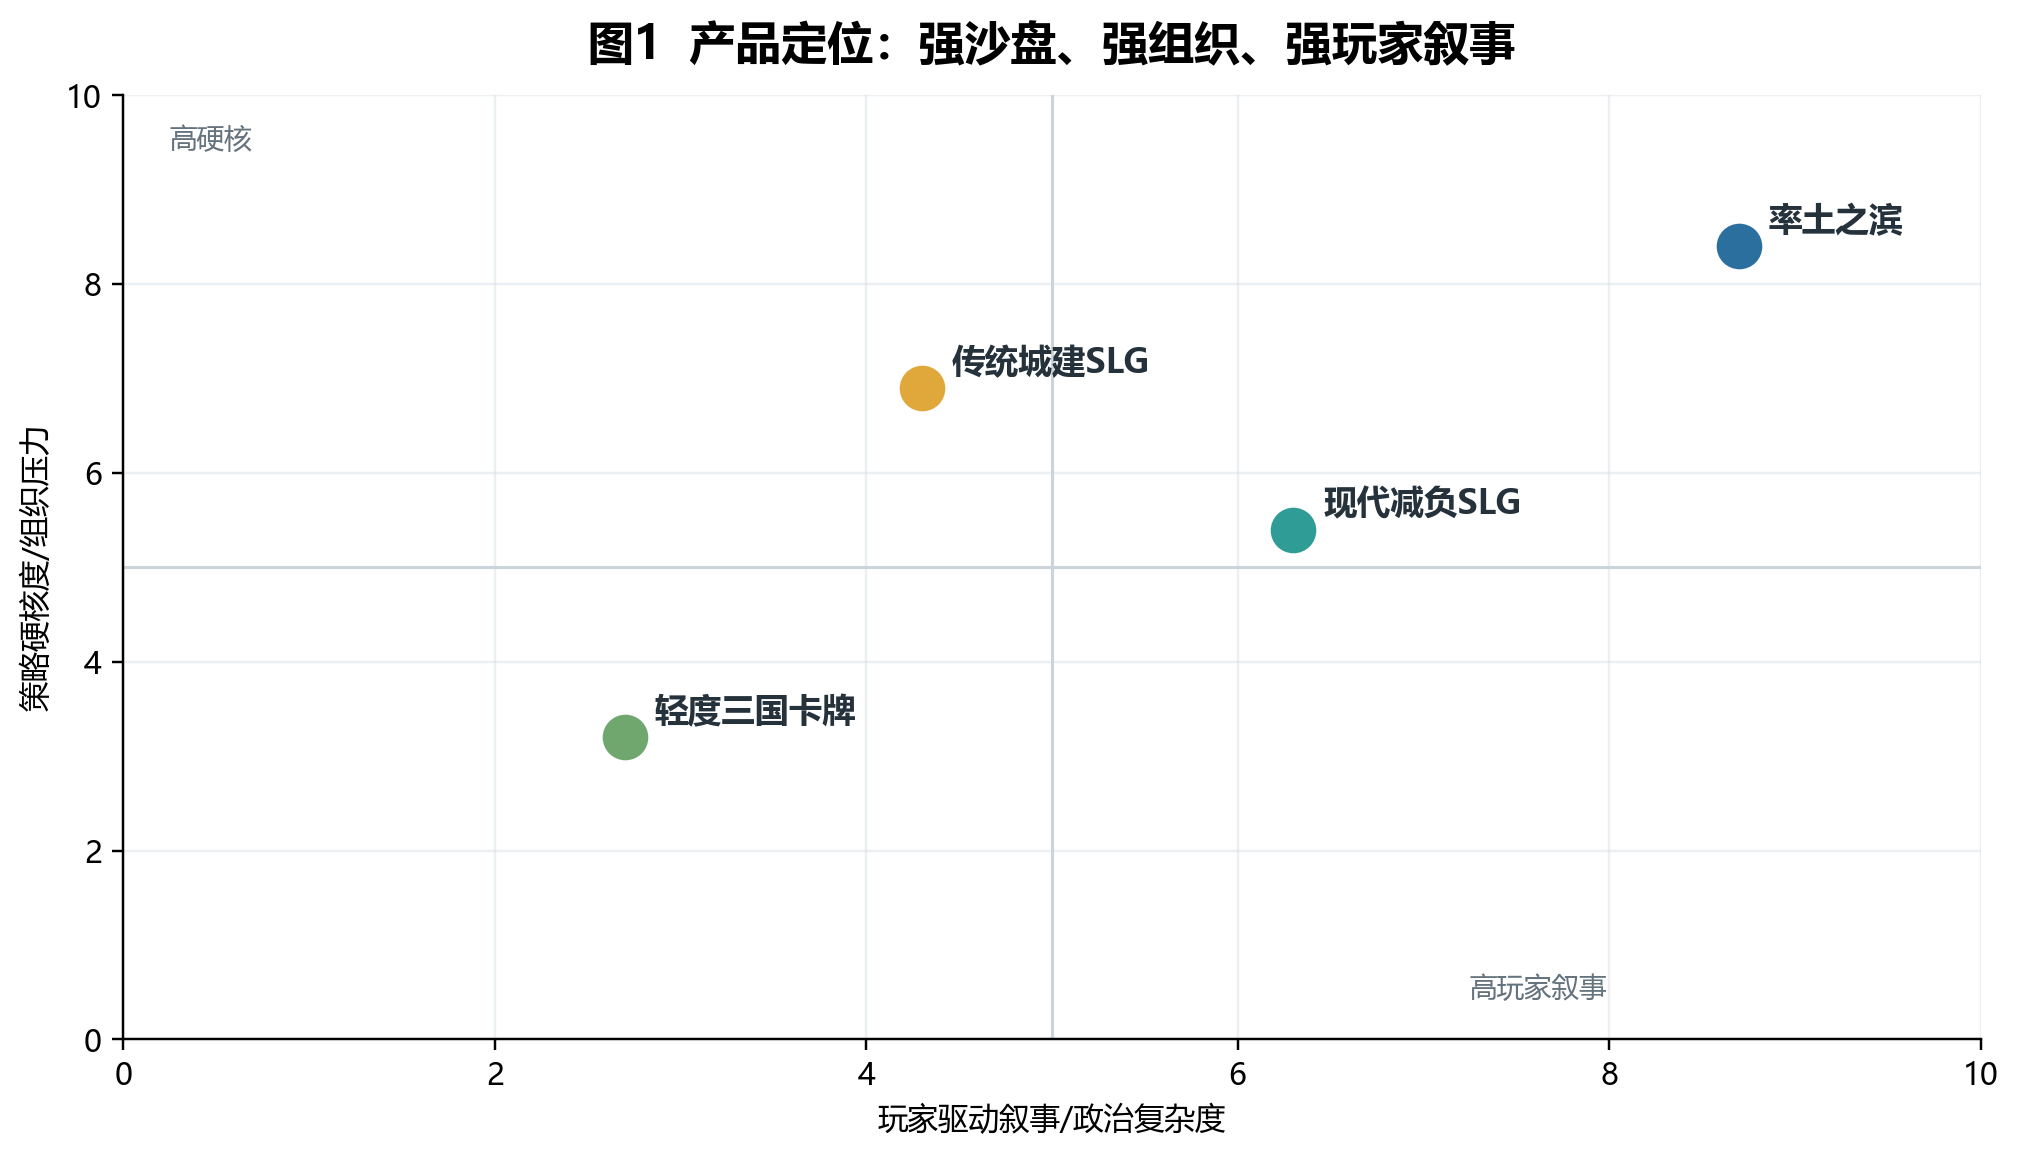 图1 产品定位：强沙盘、强组织、强玩家叙事
10
高硬核
率土之滨
8
传统城建SLG
6
现代减负SLG
策略硬核度/组织压力
4
轻度三国卡牌
2
高玩家叙事
0
0 2 4 6 8 10
玩家驱动叙事/政治复杂度